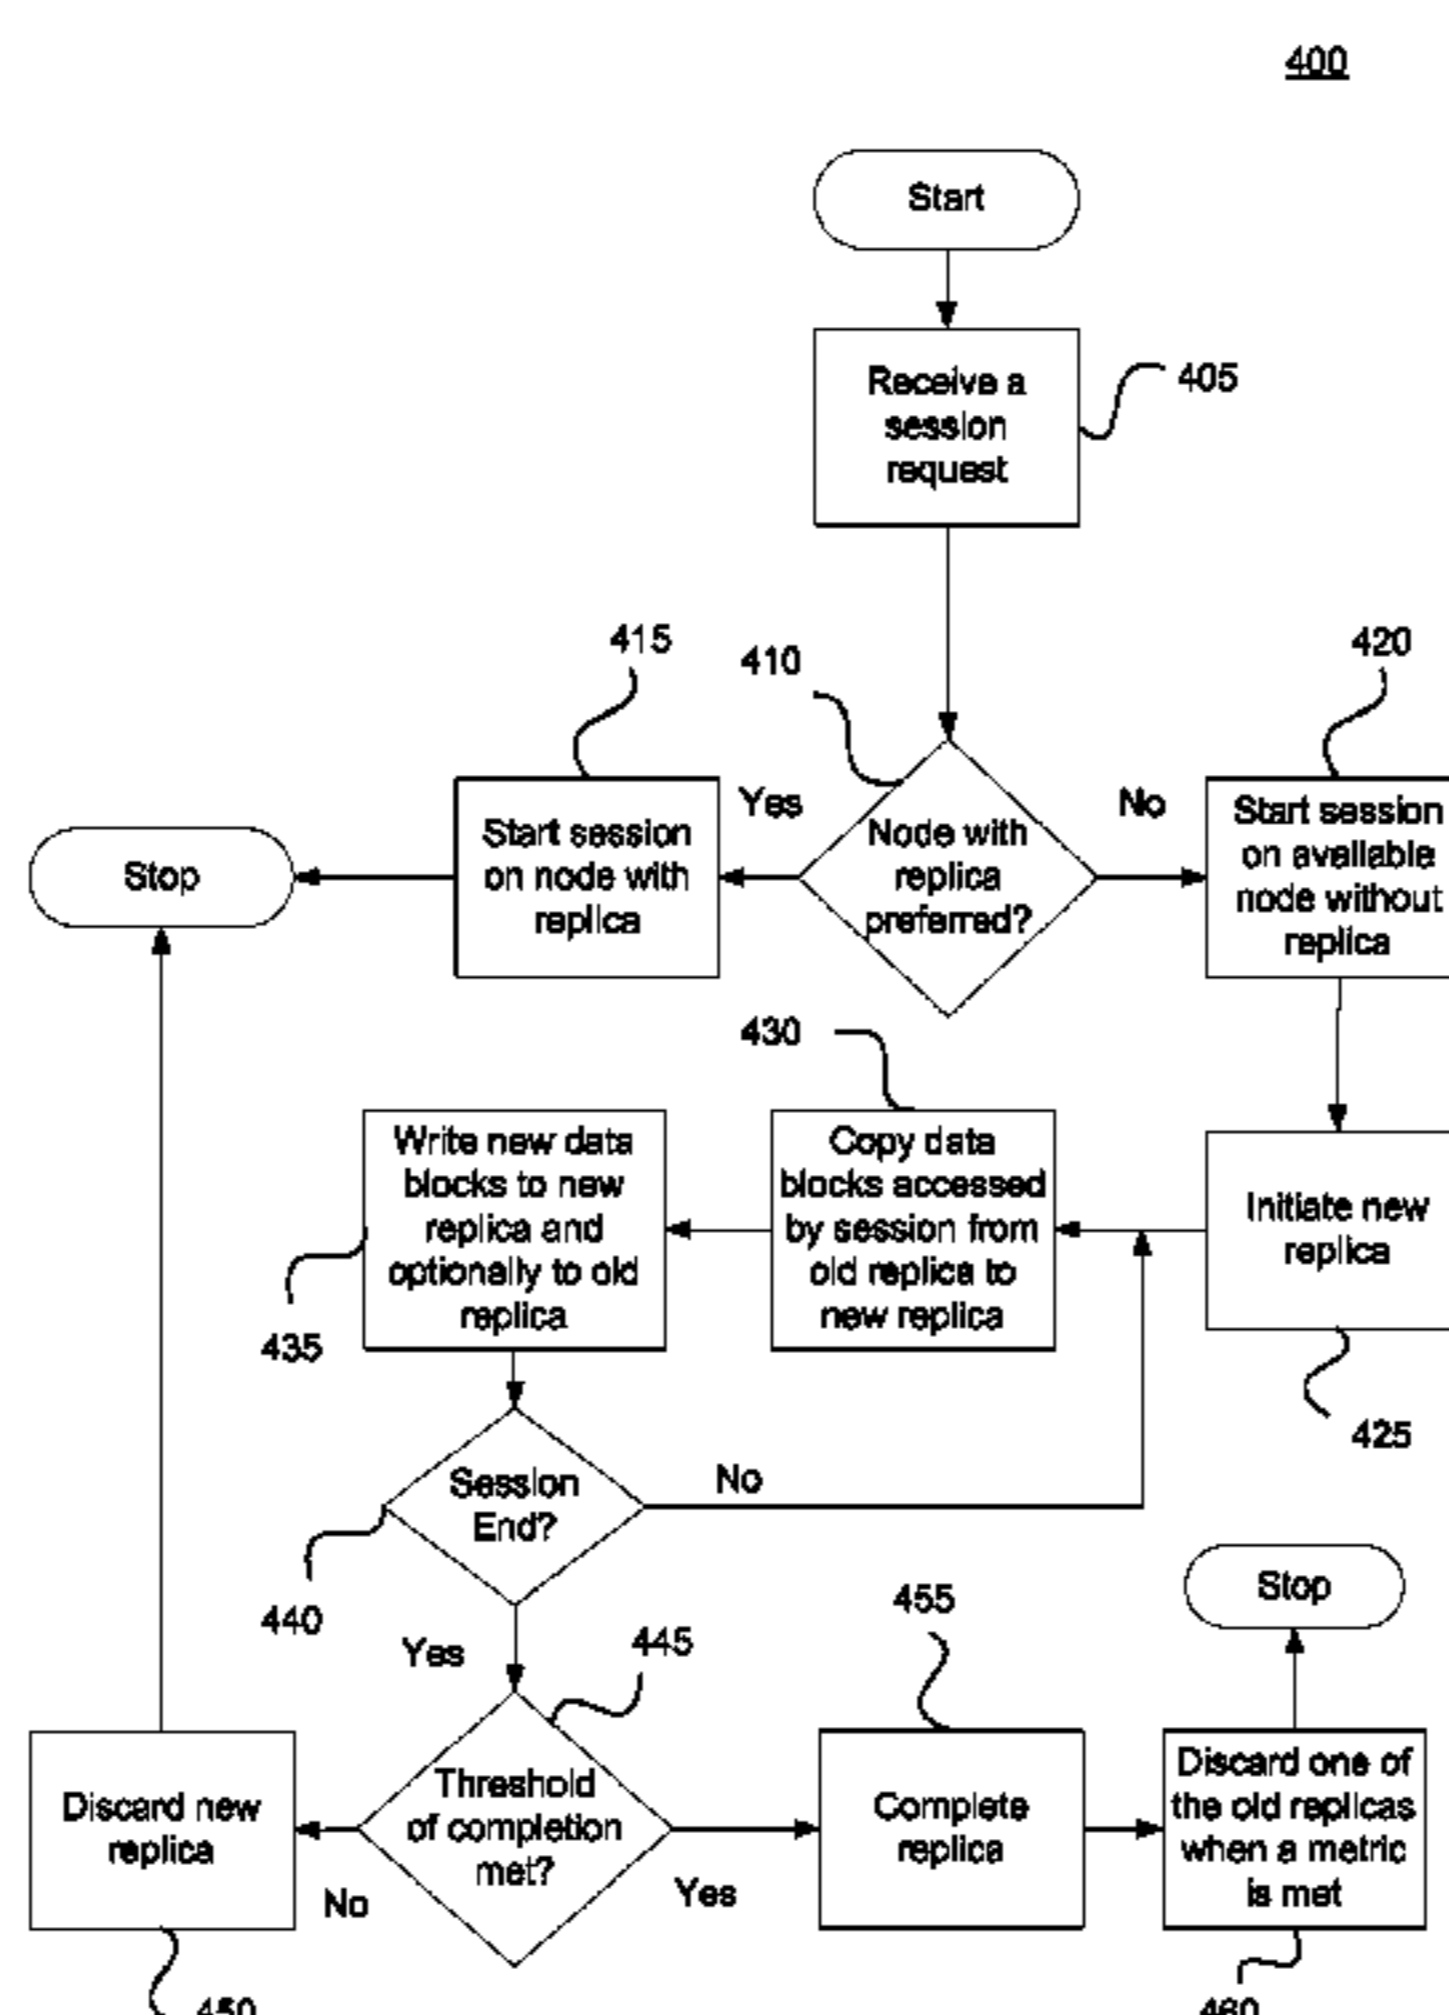 400
Start
Receive a
session
request
405
415
410
420
Yes
No
Stop
Start session
on node with
replica
Node with
replica
preferred?
Start session
on available
node without
replica
430
Write new data
blocks to new
replica and
optionally to old
replica
Copy data
blocks accessed
by session from
old replica to
new replica
Initiate new
replica
435
425
Session
End?
No
440
Yes
445
455
Stop
Discard new
replica
Threshold
of completion
met?
Complete
replica
Discard one of
the old replicas
when a metric
is met
No
Yes
450
460